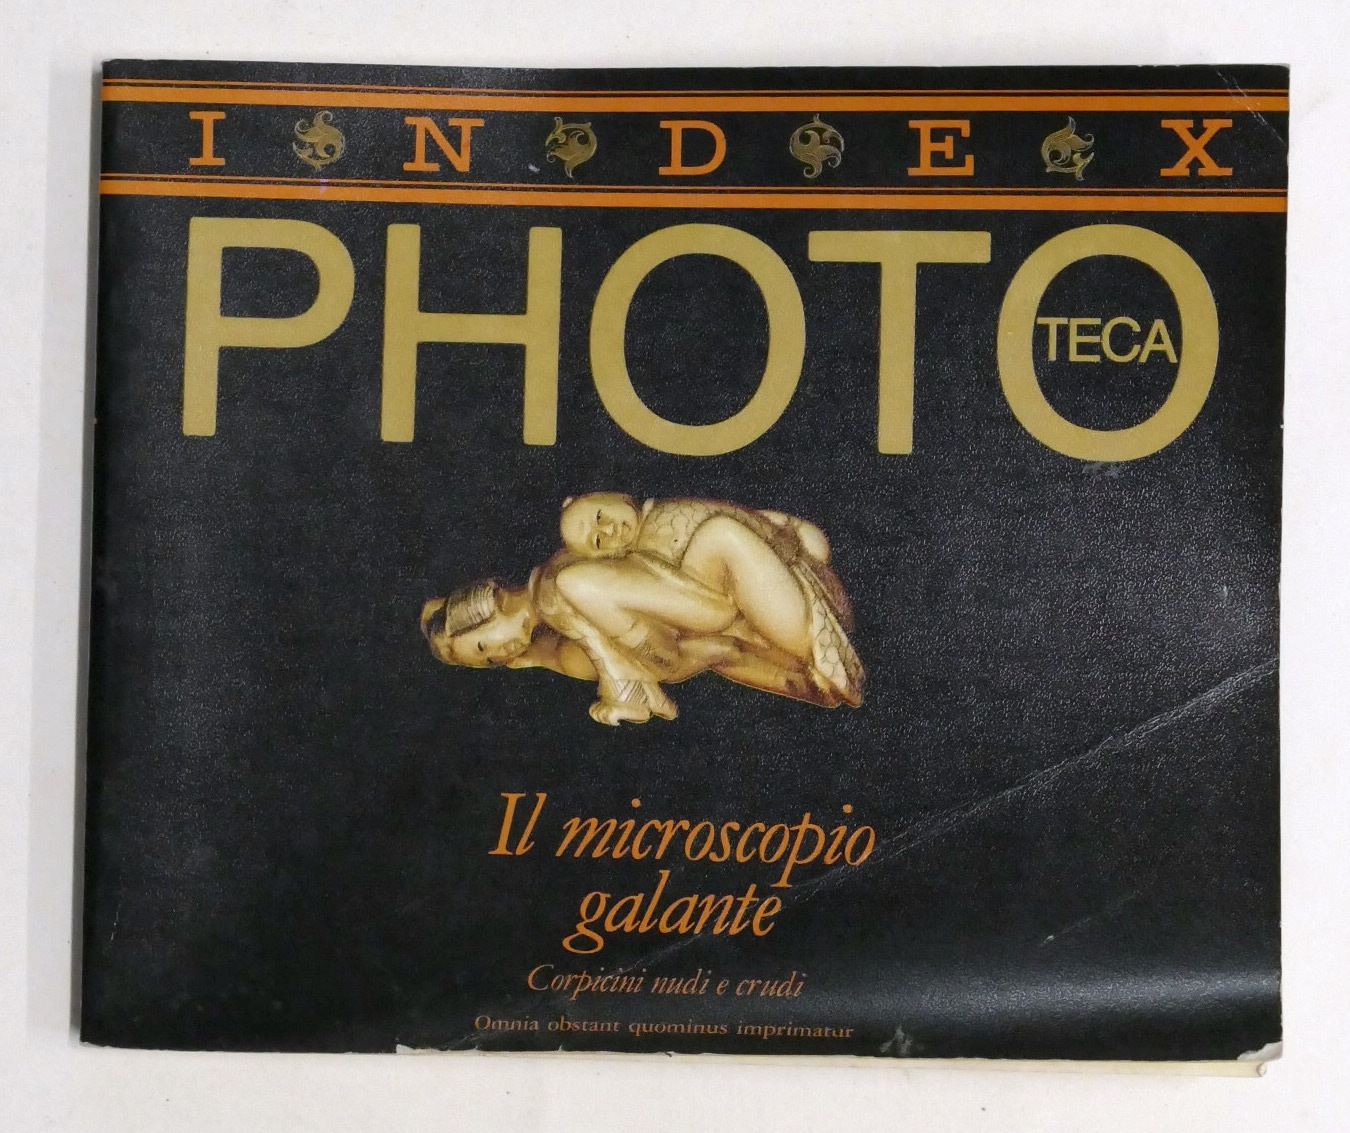 INDEX
PHOTO
TECA
Il microscopio
galante
Corpicini nudi e crudi
Omnia obstant quominus imprimatur